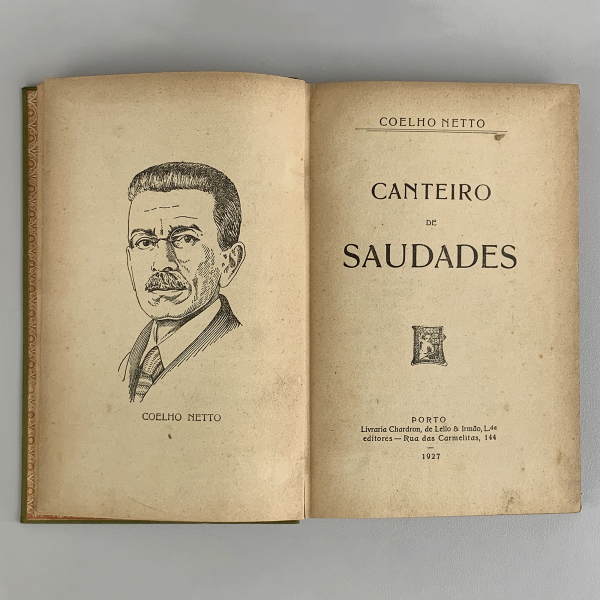 COELHO NETTO
COELHO NETTO
CANTEIRO
DE
SAUDADES
PORTO
Livraria Chardron, de Lello & Irmão, L.da
editores — Rua das Carmelitas, 144
1927